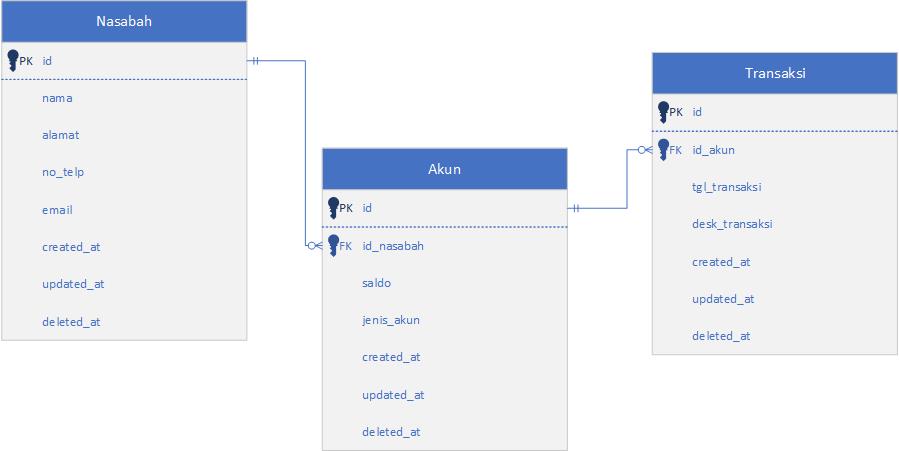 Nasabah
PK id
nama
alamat
no_telp
email
created_at
updated_at
deleted_at
Akun
PK id
FK id_nasabah
saldo
jenis_akun
created_at
updated_at
deleted_at
Transaksi
PK id
FK id_akun
tgl_transaksi
desk_transaksi
created_at
updated_at
deleted_at